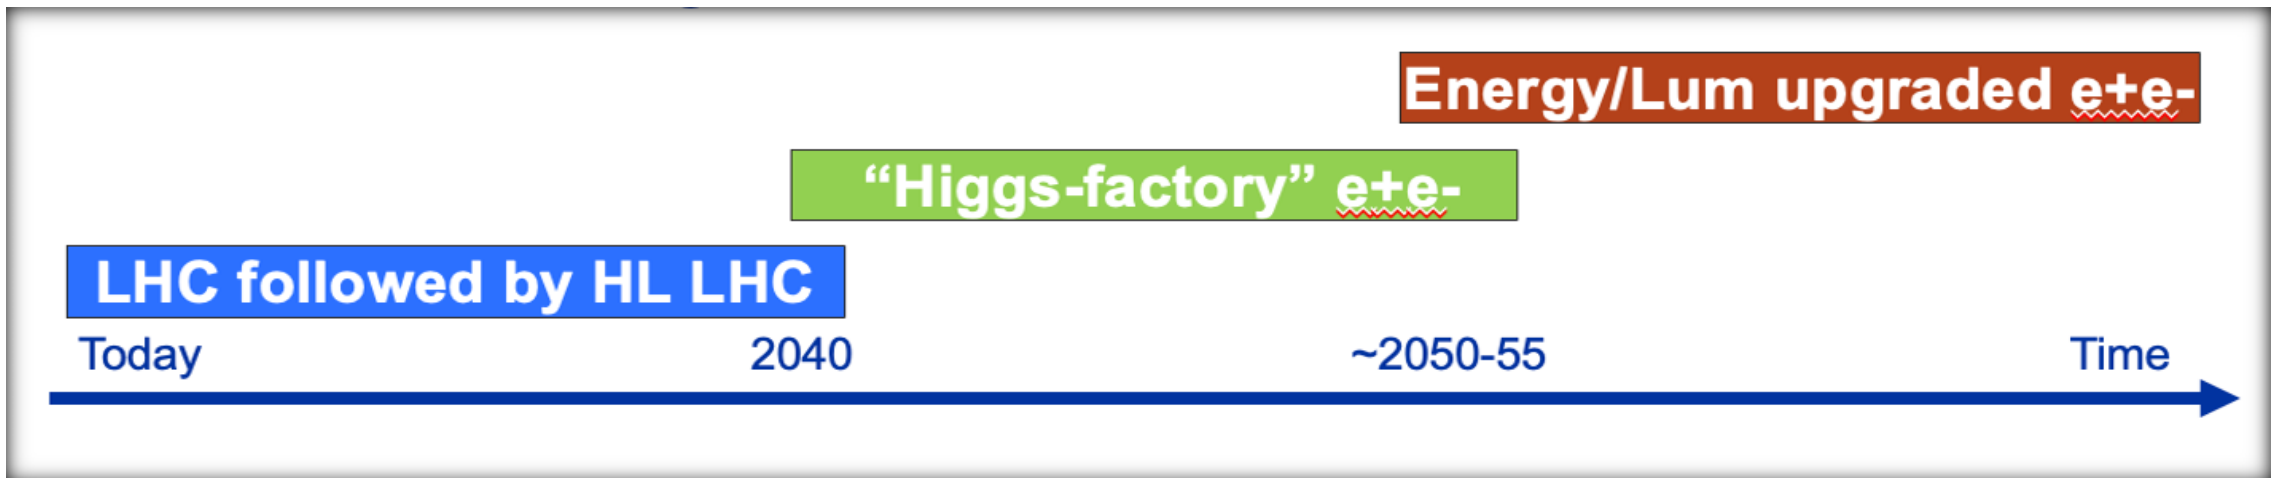 Energy/Lum upgraded e+e-
“Higgs-factory” e+e-
LHC followed by HL LHC
Today 2040 ~2050-55 Time